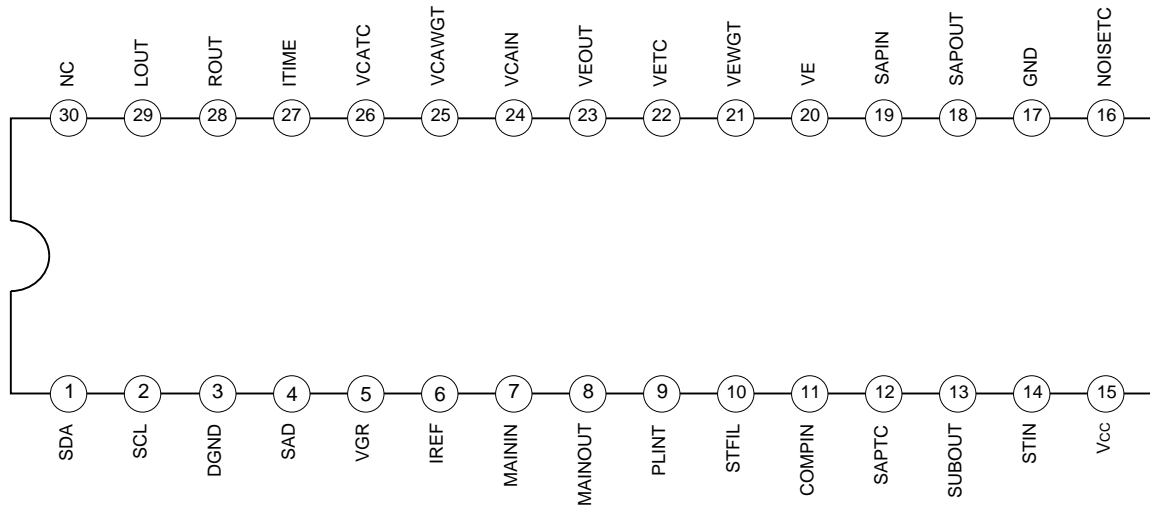 NC LOUT ROUT ITIME VCATC VCAWGT VCAIN VEOUT VETC VEWGT VE SAPIN SAPOUT GND NOISETC
30 29 28 27 26 25 24 23 22 21 20 19 18 17 16
1 2 3 4 5 6 7 8 9 10 11 12 13 14 15
SDA SCL DGND SAD VGR IREF MAININ MAINOUT PLINT STFIL COMPIN SAPTC SUBOUT STIN Vcc